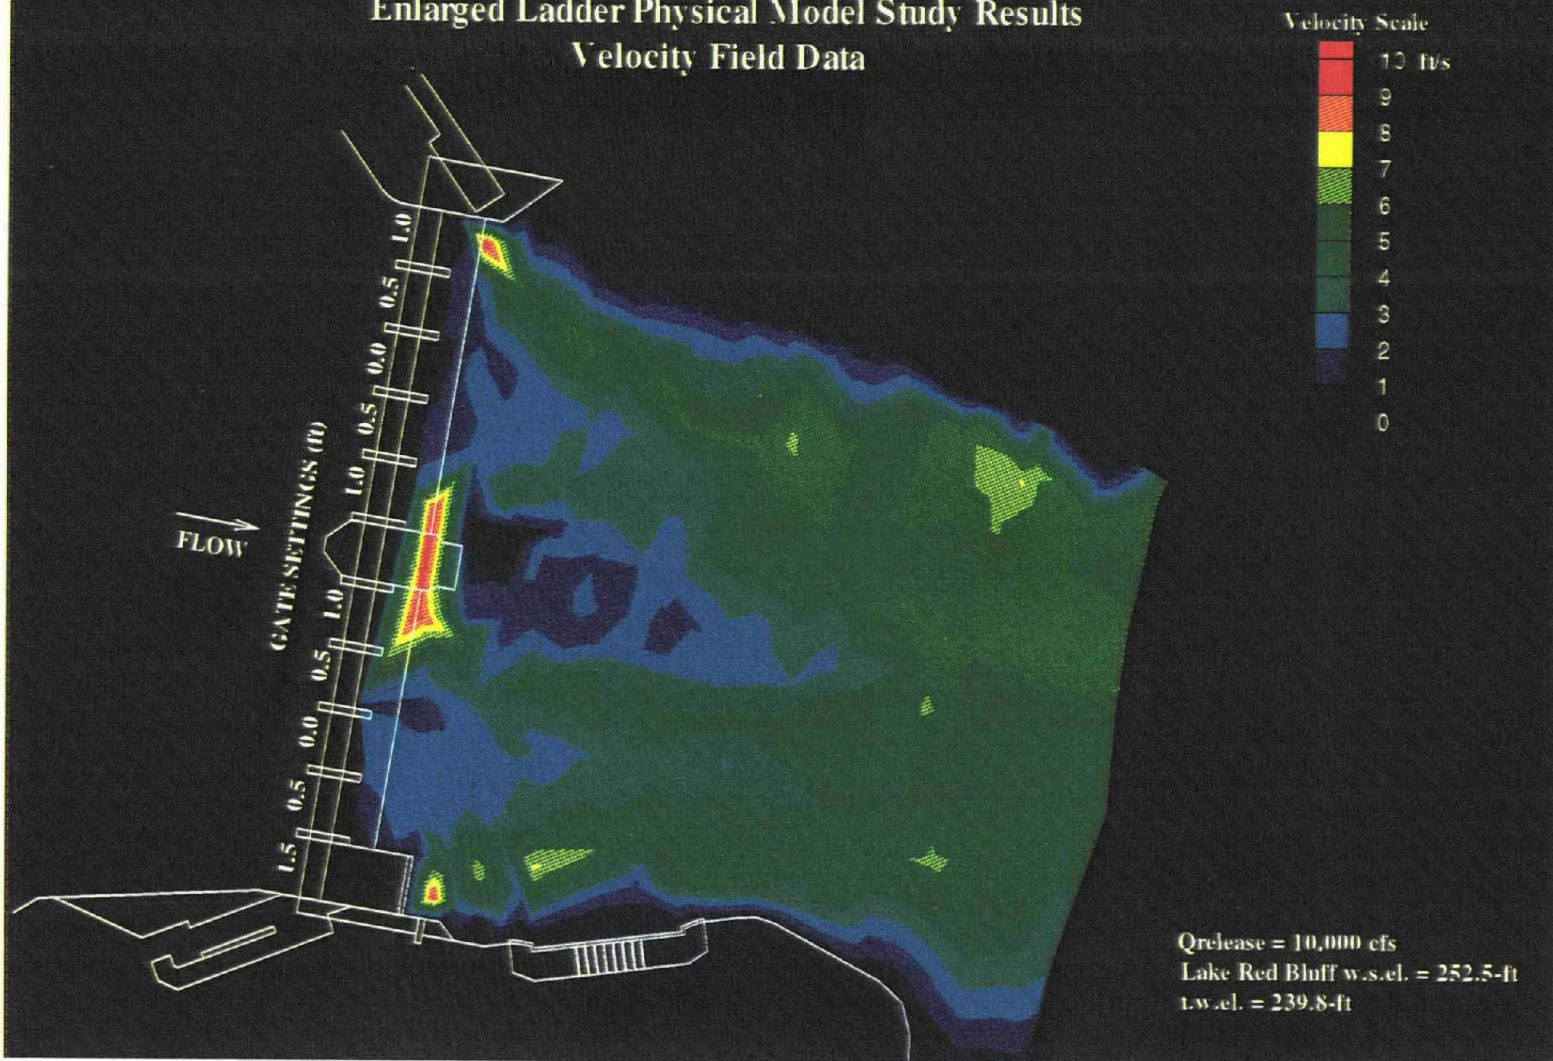 Enlarged Ladder Physical Model Study Results
Velocity Field Data
Velocity Scale
10 ft/s
9
8
7
6
5
4
3
2
1
0
1.0
0.5
0.0
0.5
1.0
1.0
0.5
0.0
0.5
1.5
GATE SETTINGS (ft)
FLOW
Qrelease = 10,000 cfs
Lake Red Bluff w.s.el. = 252.5-ft
t.w.el. = 239.8-ft